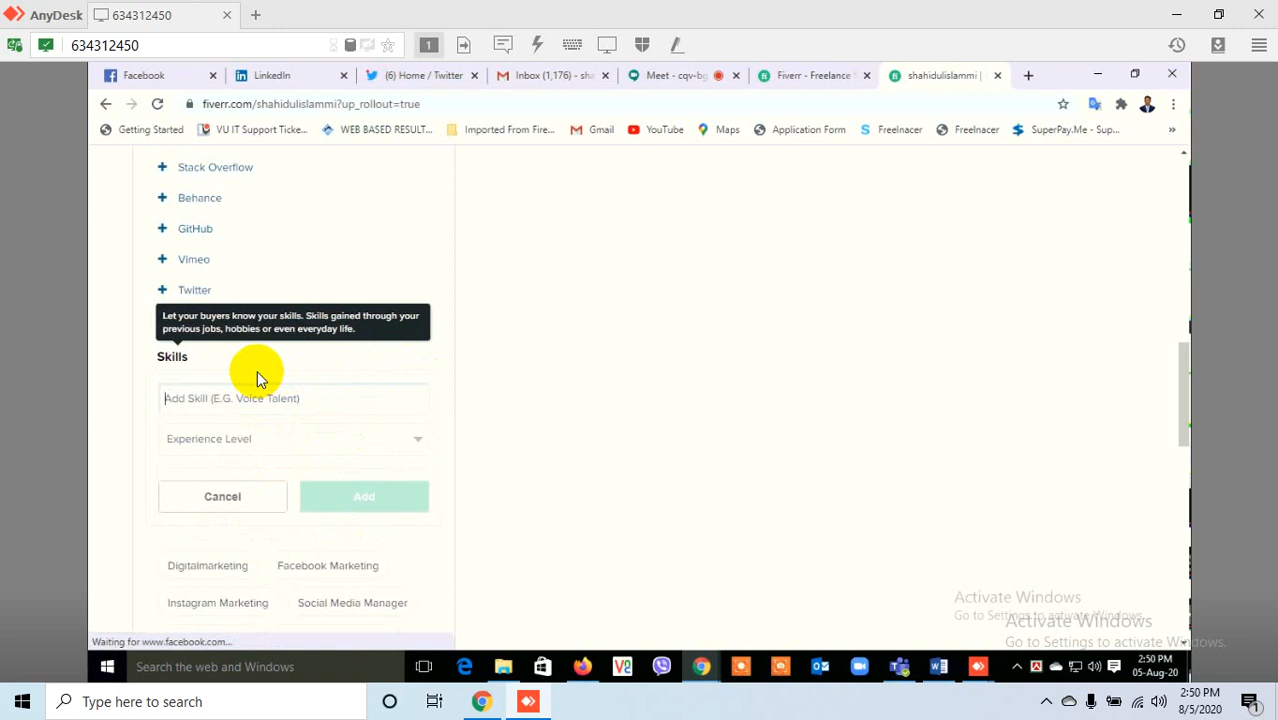 AnyDesk
634312450
634312450
1
Facebook
LinkedIn
(6) Home / Twitter
Inbox (1,176) - sha
Meet - cqv-bg
Fiverr - Freelance S
shahidulislammi |
fiverr.com/shahidulislammi?up_rollout=true
Getting Started
VU IT Support Ticke...
WEB BASED RESULT...
Imported From Fire...
Gmail
YouTube
Maps
Application Form
Freelnacer
Freelnacer
SuperPay.Me - Sup...
Stack Overflow
Behance
GitHub
Vimeo
Twitter
Let your buyers know your skills. Skills gained through your
previous jobs, hobbies or even everyday life.
Skills
Add Skill (E.G. Voice Talent)
Experience Level
Cancel
Add
Digitalmarketing
Facebook Marketing
Instagram Marketing
Social Media Manager
Activate Windows
Go to Settings to activate Windows.
Activate Windows
Go to Settings to activate Windows.
Waiting for www.facebook.com...
Search the web and Windows
2:50 PM
05-Aug-20
Type here to search
2:50 PM
8/5/2020
1